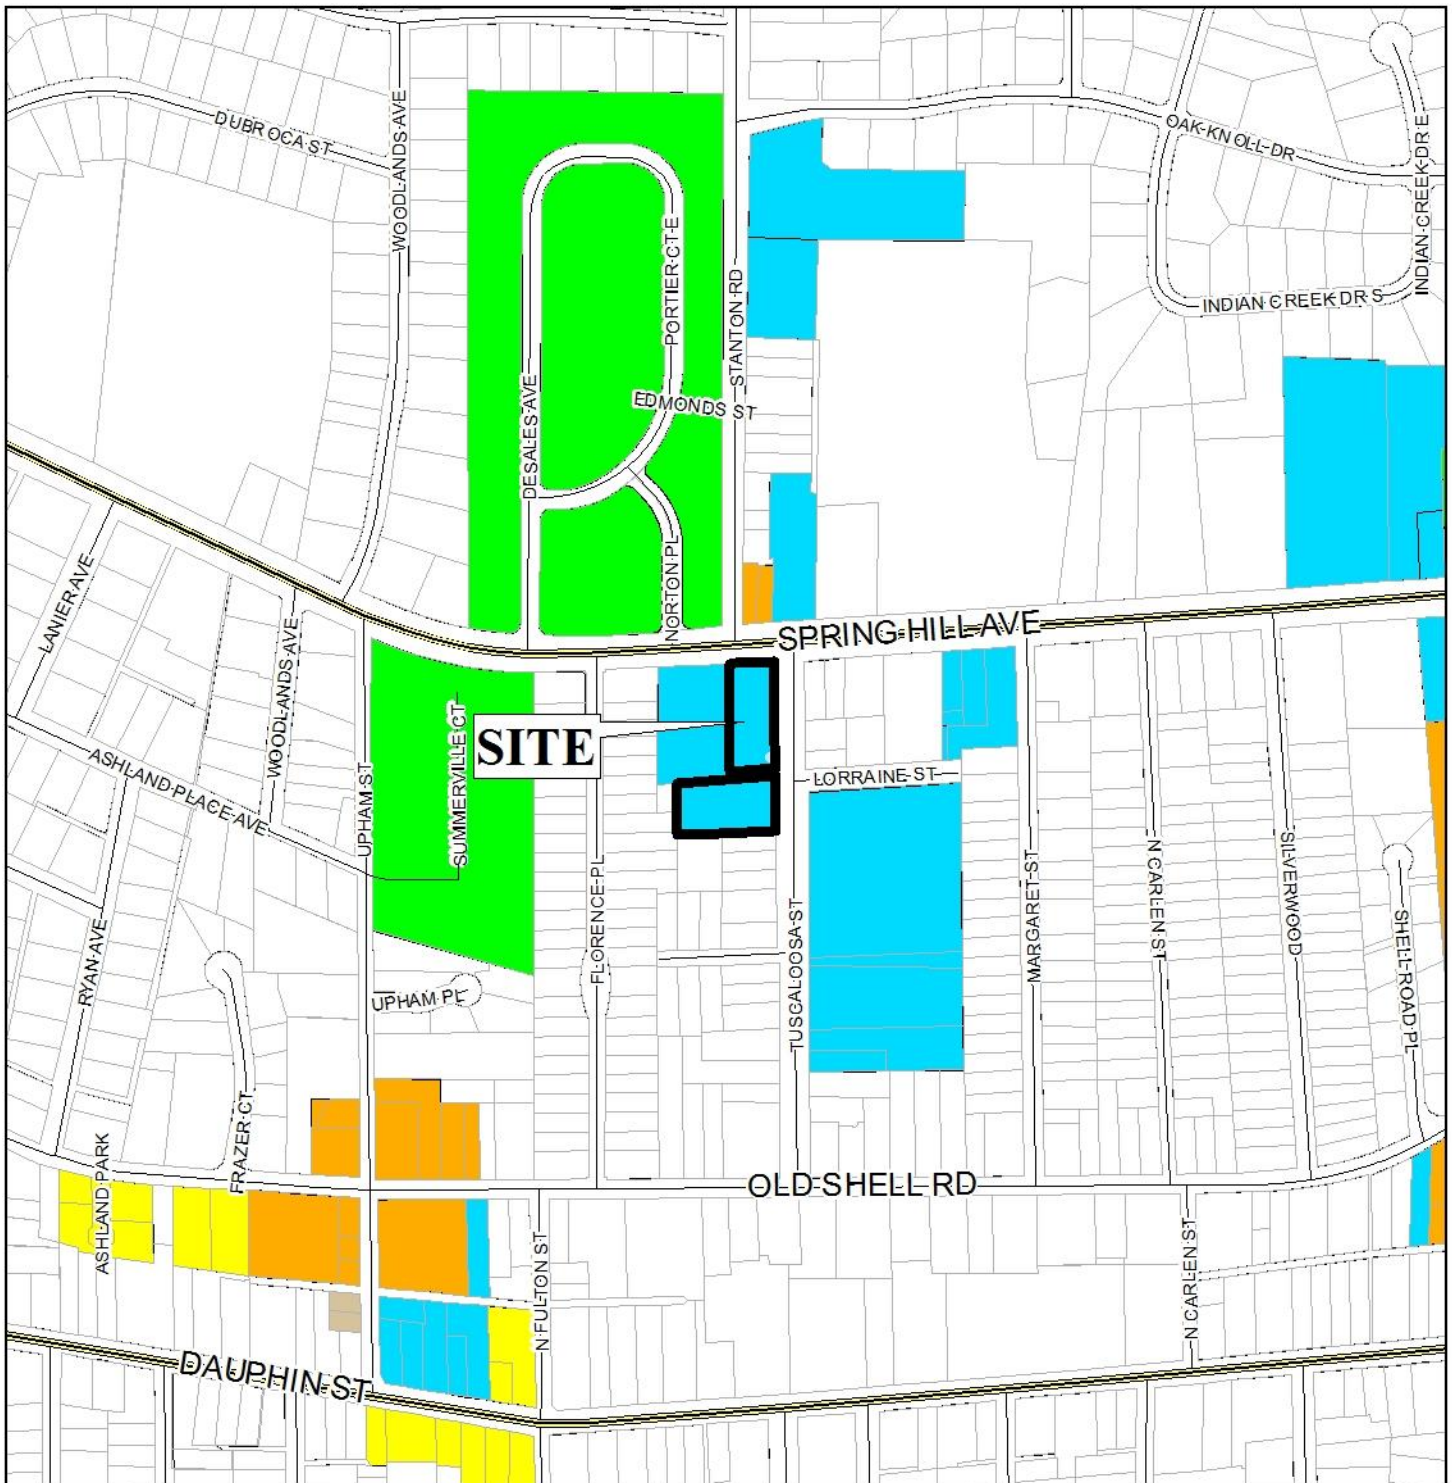 DUBROCA ST
WOODLANDS AVE
OAK KNOLL DR
INDIAN CREEK DR E
PORTIER CT E
STANTON RD
INDIAN CREEK DR S
DESALES AVE
EDMONDS ST
NORTON PL
LANIER AVE
WOODLANDS AVE
SPRING HILL AVE
SITE
SUMMERVILLE CT
ASHLAND PLACE AVE
UPHAM ST
LORRAINE ST
FLORENCE PL
TUSCALOOSA ST
MARGARET ST
N CARLEN ST
SILVERWOOD
SHELL ROAD PL
RYAN AVE
UPHAM PL
FRAZER CT
ASHLAND PARK
OLD SHELL RD
N FULTON ST
N CARLEN ST
DAUPHIN ST